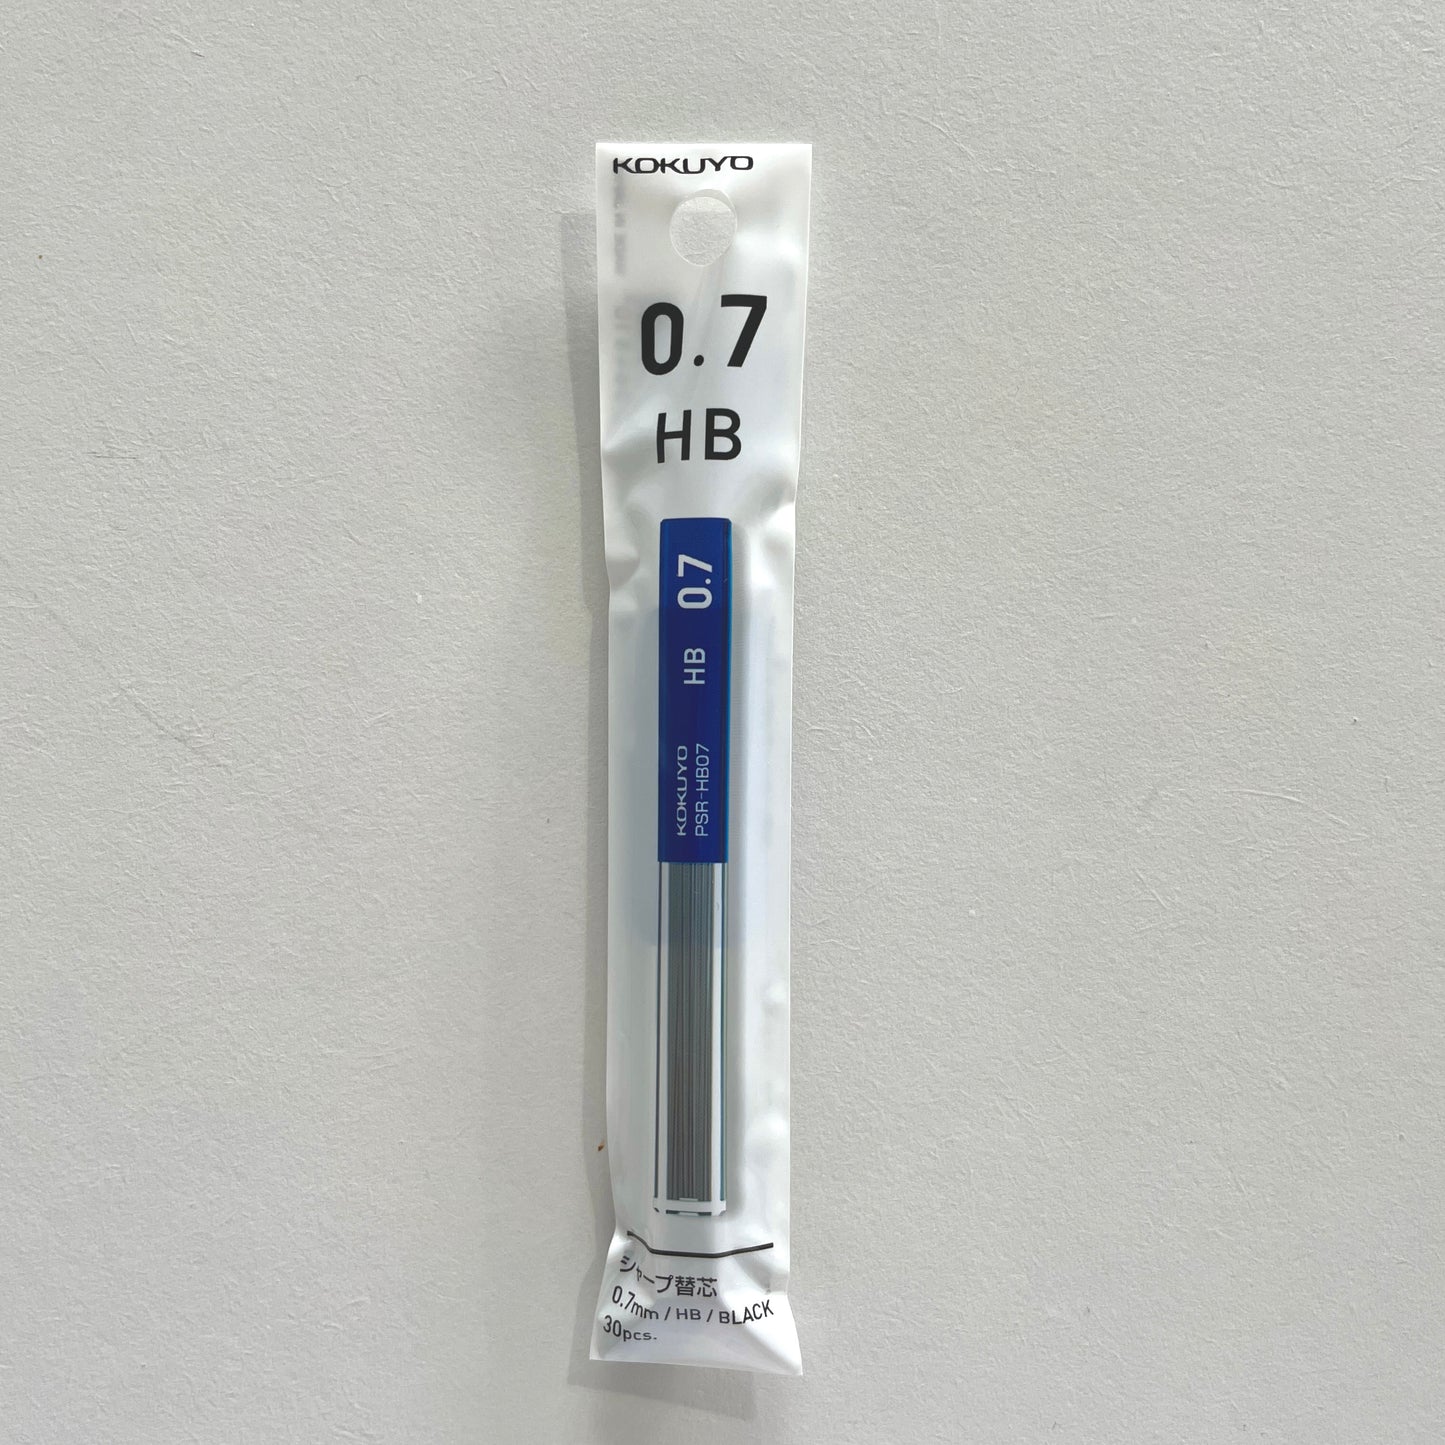 KOKUYO
0.7
HB
HB 0.7
KOKUYO
PSR-HB07
シャープ替芯
0.7mm / HB / BLACK
30pcs.